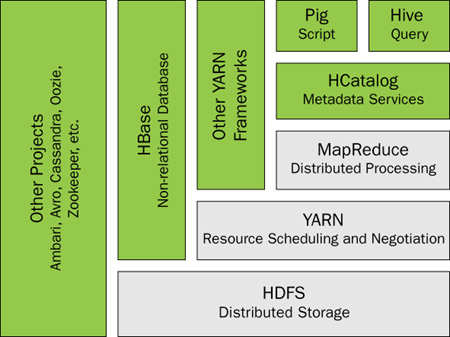 Other Projects
Ambari, Avro, Cassandra, Oozie,
Zookeeper, etc.
HBase
Non-relational Database
Other YARN
Frameworks
Pig
Script
Hive
Query
HCatalog
Metadata Services
MapReduce
Distributed Processing
YARN
Resource Scheduling and Negotiation
HDFS
Distributed Storage